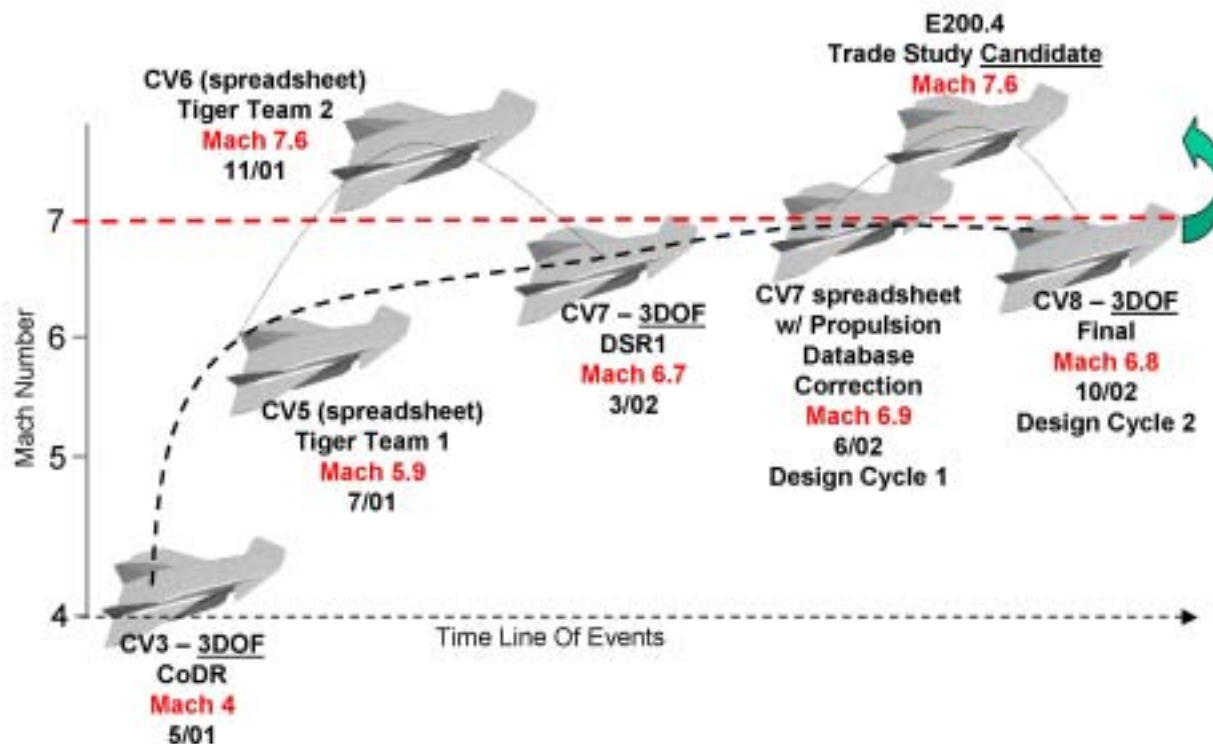 E200.4
Trade Study Candidate
Mach 7.6
CV6 (spreadsheet)
Tiger Team 2
Mach 7.6
11/01
7
6
5
4
Mach Number
CV7 – 3DOF
DSR1
Mach 6.7
3/02
CV7 spreadsheet
w/ Propulsion
Database
Correction
Mach 6.9
6/02
Design Cycle 1
CV8 – 3DOF
Final
Mach 6.8
10/02
Design Cycle 2
CV5 (spreadsheet)
Tiger Team 1
Mach 5.9
7/01
Time Line Of Events
CV3 – 3DOF
CoDR
Mach 4
5/01